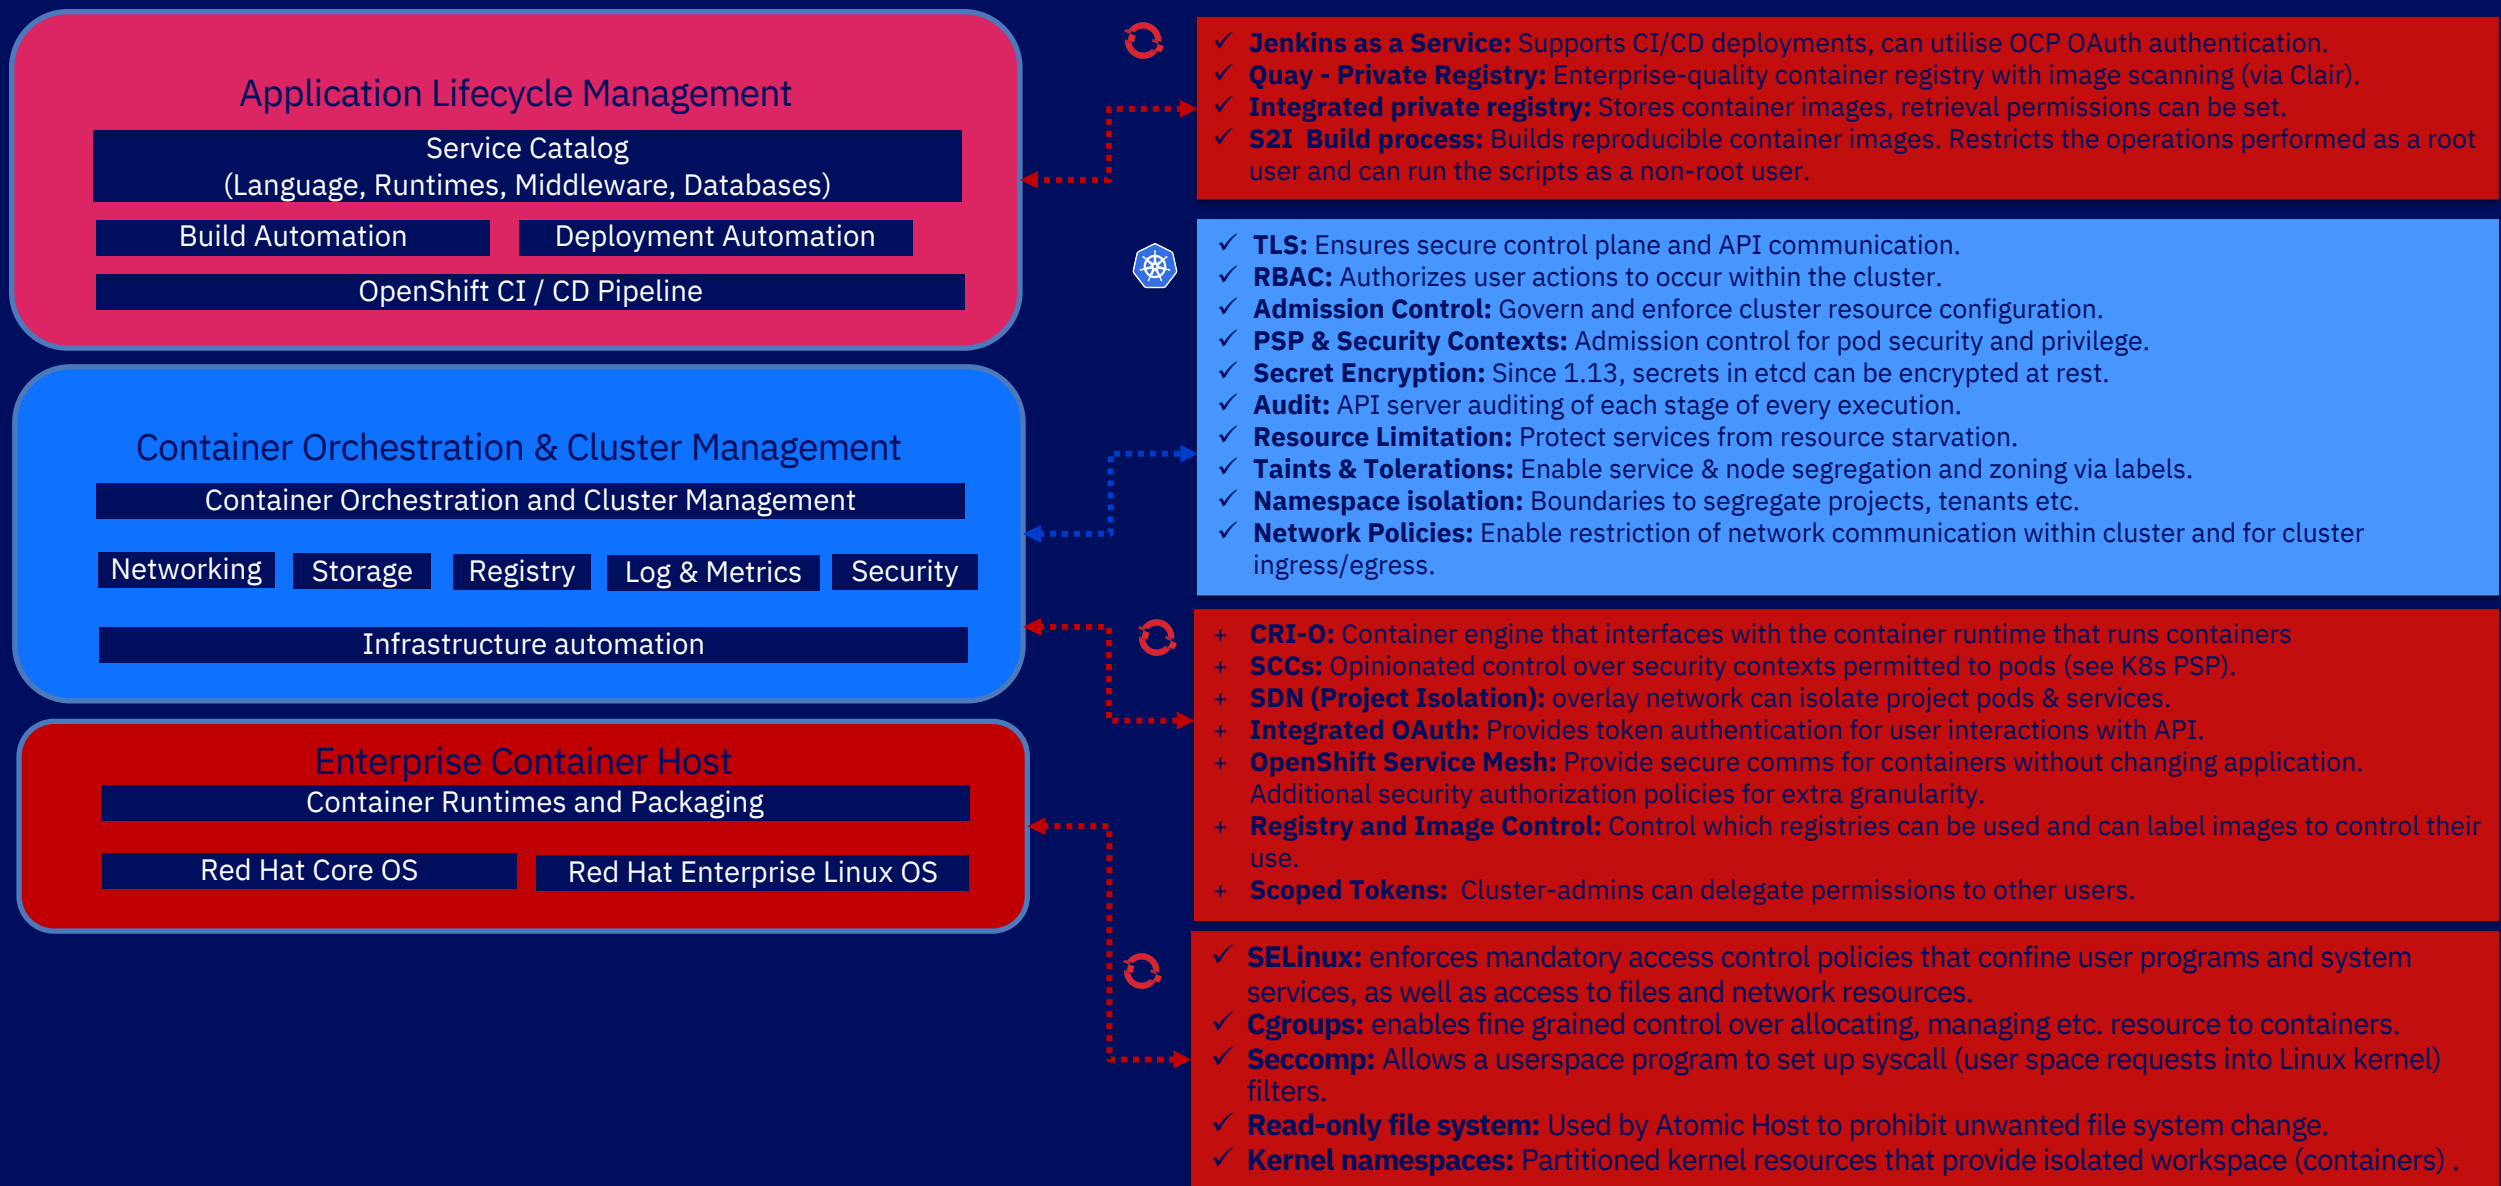 Application Lifecycle Management
Service Catalog
(Language, Runtimes, Middleware, Databases)
Build Automation
Deployment Automation
OpenShift CI / CD Pipeline
Container Orchestration & Cluster Management
Container Orchestration and Cluster Management
Networking
Storage
Registry
Log & Metrics
Security
Infrastructure automation
Enterprise Container Host
Container Runtimes and Packaging
Red Hat Core OS
Red Hat Enterprise Linux OS
✓ Jenkins as a Service: Supports CI/CD deployments, can utilise OCP OAuth authentication.
✓ Quay - Private Registry: Enterprise-quality container registry with image scanning (via Clair).
✓ Integrated private registry: Stores container images, retrieval permissions can be set.
✓ S2I  Build process: Builds reproducible container images. Restricts the operations performed as a root
user and can run the scripts as a non-root user.
✓ TLS: Ensures secure control plane and API communication.
✓ RBAC: Authorizes user actions to occur within the cluster.
✓ Admission Control: Govern and enforce cluster resource configuration.
✓ PSP & Security Contexts: Admission control for pod security and privilege.
✓ Secret Encryption: Since 1.13, secrets in etcd can be encrypted at rest.
✓ Audit: API server auditing of each stage of every execution.
✓ Resource Limitation: Protect services from resource starvation.
✓ Taints & Tolerations: Enable service & node segregation and zoning via labels.
✓ Namespace isolation: Boundaries to segregate projects, tenants etc.
✓ Network Policies: Enable restriction of network communication within cluster and for cluster
ingress/egress.
+ CRI-O: Container engine that interfaces with the container runtime that runs containers
+ SCCs: Opinionated control over security contexts permitted to pods (see K8s PSP).
+ SDN (Project Isolation): overlay network can isolate project pods & services.
+ Integrated OAuth: Provides token authentication for user interactions with API.
+ OpenShift Service Mesh: Provide secure comms for containers without changing application.
Additional security authorization policies for extra granularity.
+ Registry and Image Control: Control which registries can be used and can label images to control their
use.
+ Scoped Tokens:  Cluster-admins can delegate permissions to other users.
✓ SELinux: enforces mandatory access control policies that confine user programs and system
services, as well as access to files and network resources.
✓ Cgroups: enables fine grained control over allocating, managing etc. resource to containers.
✓ Seccomp: Allows a userspace program to set up syscall (user space requests into Linux kernel)
filters.
✓ Read-only file system: Used by Atomic Host to prohibit unwanted file system change.
✓ Kernel namespaces: Partitioned kernel resources that provide isolated workspace (containers) .